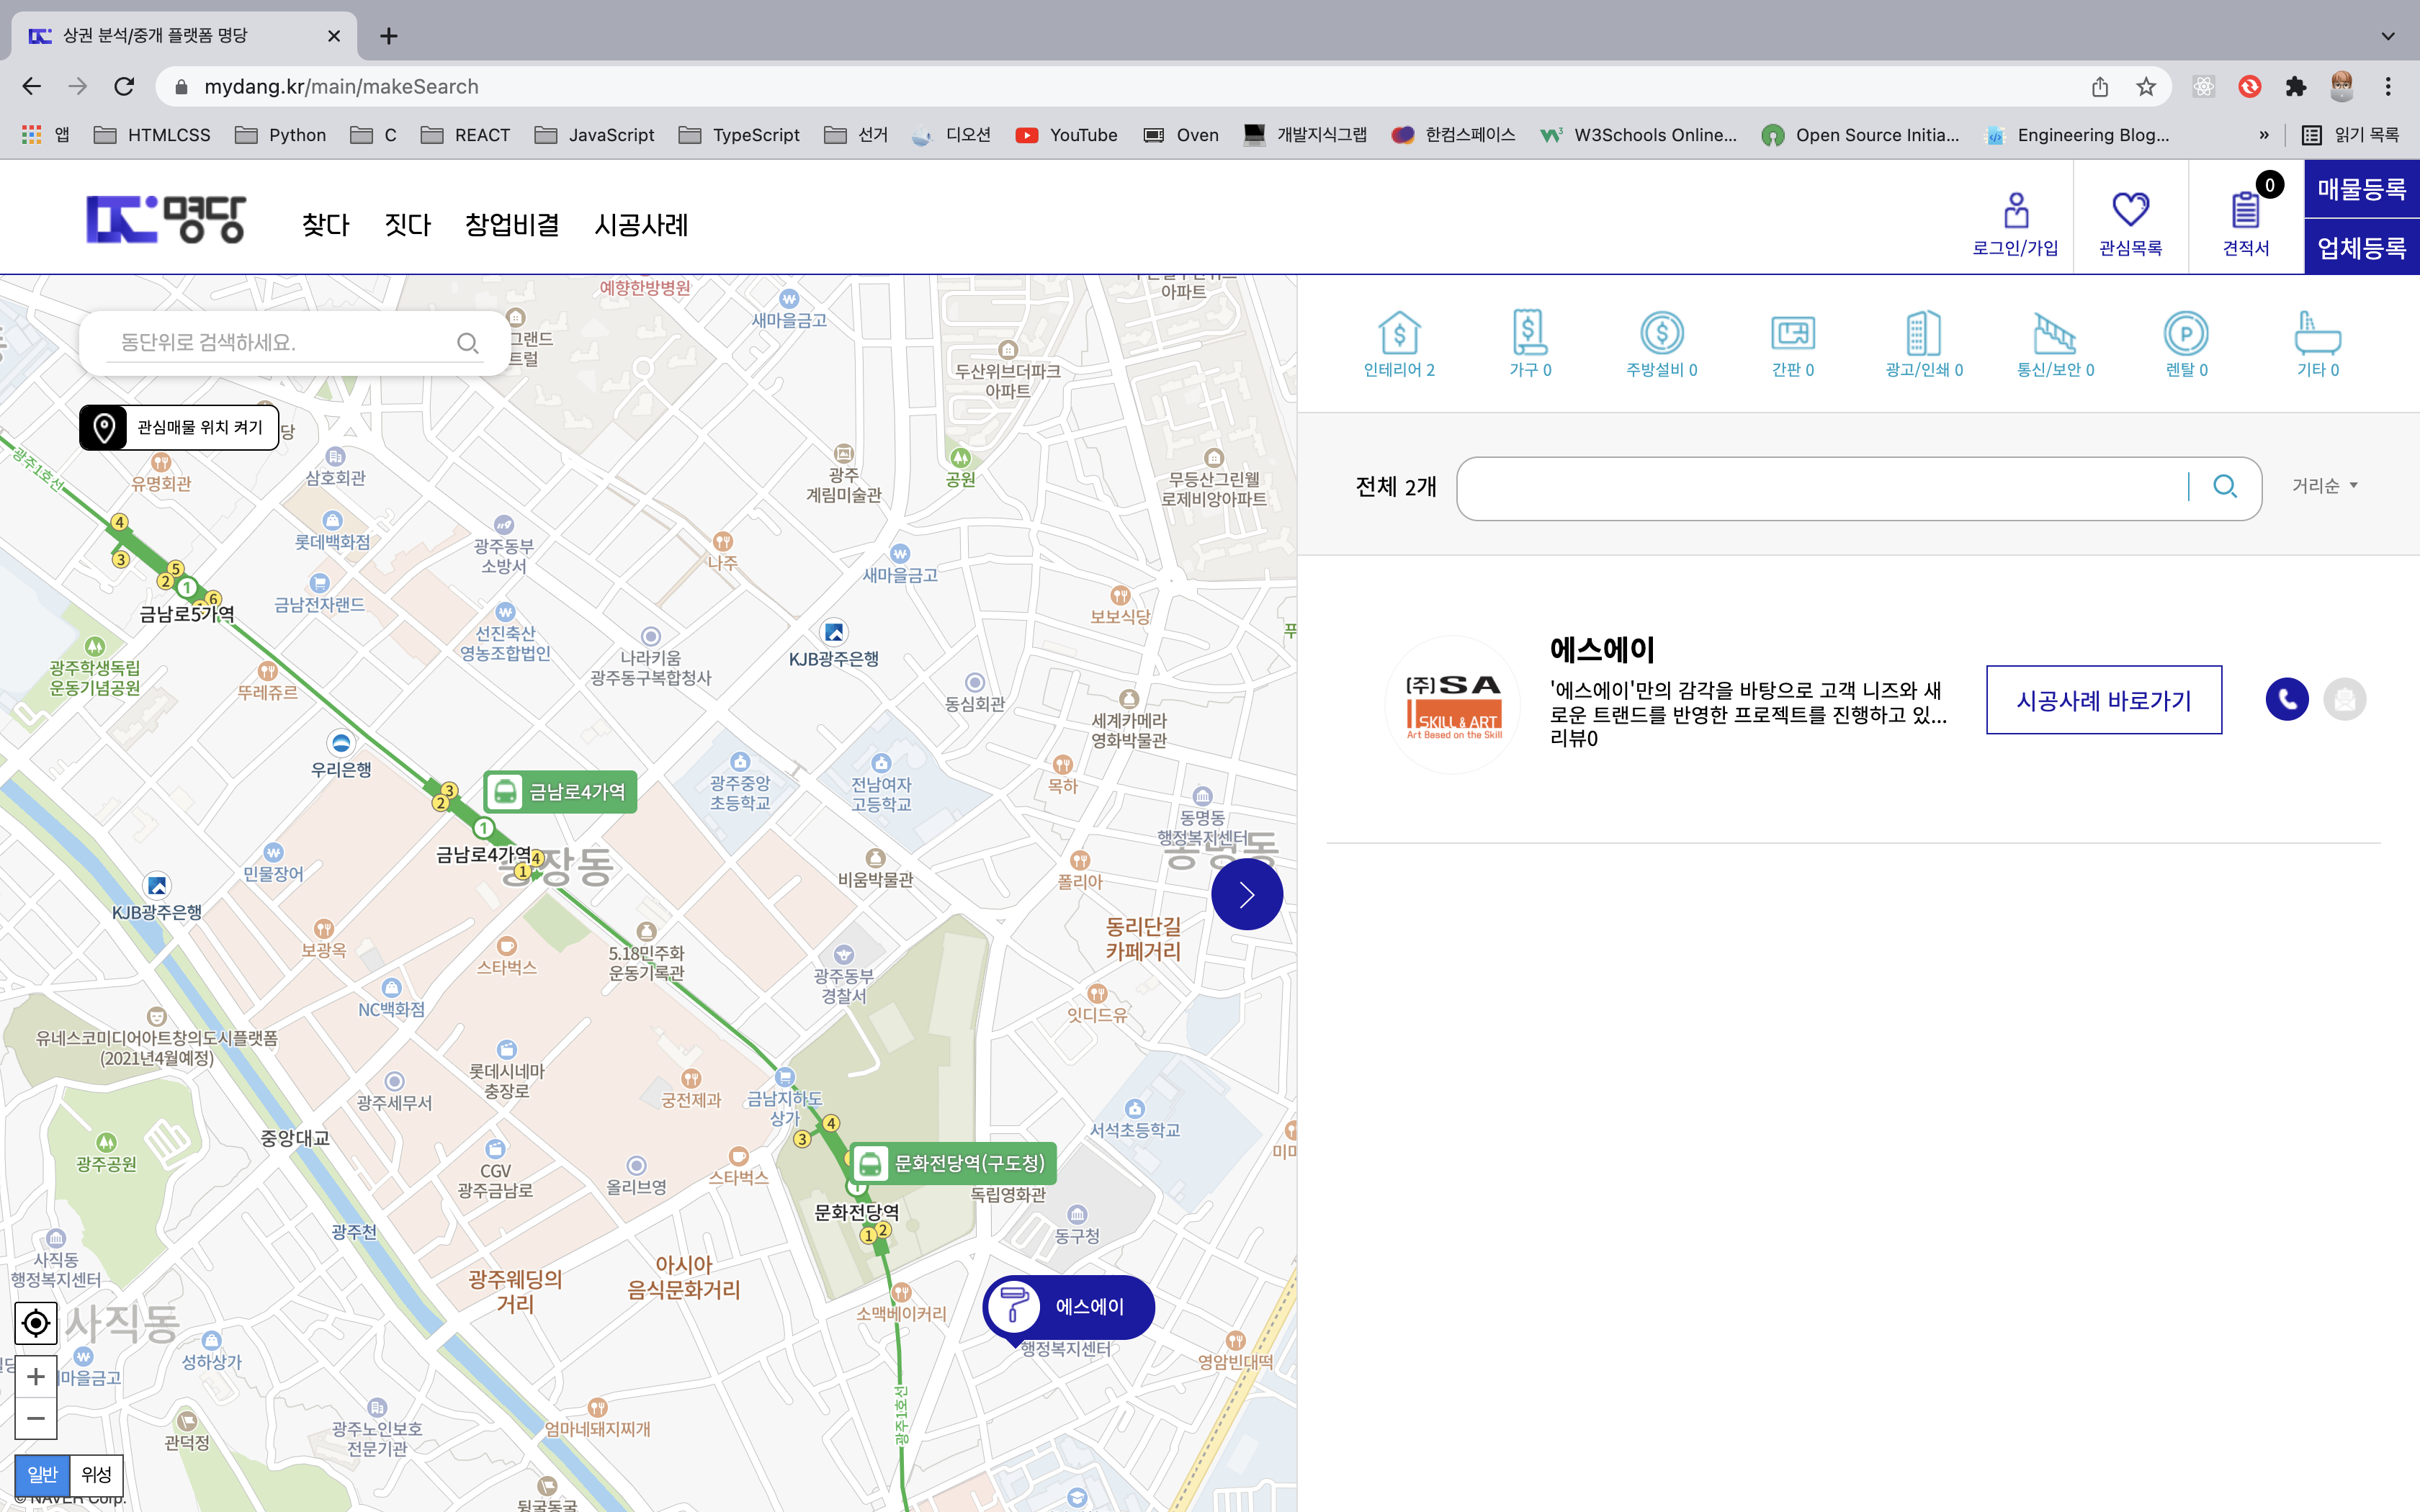 상권 분석/중개 플랫폼 명당
mydang.kr/main/makeSearch
앱
HTMLCSS
Python
C
REACT
JavaScript
TypeScript
선거
디오션
YouTube
Oven
개발지식그랩
한컴스페이스
W3Schools Online...
Open Source Initia...
Engineering Blog...
»
읽기 목록
명당
찾다
짓다
창업비결
시공사례
로그인/가입
관심목록
0
견적서
매물등록
업체등록
예향한방병원
새마을금고
아파트
동단위로 검색하세요.
그랜드
트럴
두산위브더파크
아파트
관심매물 위치 켜기
당
광주1호선
유명회관
삼호회관
광주
계림미술관
공원
무등산그린웰
로제비앙아파트
롯데백화점
광주동부
소방서
나주
새마을금고
4
3
5
2
1
6
금남로5가역
금남전자랜드
선진축산
영농조합법인
나라키움
광주동구복합청사
KJB광주은행
보보식당
푸
광주학생독립
운동기념공원
뚜레쥬르
동심회관
세계카메라
영화박물관
우리은행
금남로4가역
3
2
1
금남로4가역
4
1
광주중앙
초등학교
전남여자
고등학교
목하
동명동
행정복지센터
동명동
민물장어
KJB광주은행
비움박물관
폴리아
보광옥
스타벅스
5.18민주화
운동기록관
동리단길
카페거리
NC백화점
광주동부
경찰서
잇디드유
유네스코미디어아트창의도시플랫폼
(2021년4월예정)
롯데시네마
충장로
광주세무서
궁전제과
금남지하도
상가
서석초등학교
중앙대교
광주공원
CGV
광주금남로
올리브영
스타벅스
4
3
문화전당역(구도청)
독립영화관
문화전당역
1
2
동구청
광주천
사직동
행정복지센터
광주웨딩의
거리
아시아
음식문화거리
소맥베이커리
에스에이
행정복지센터
사직동
성하상가
마을금고
영암빈대떡
광주1호선
관덕정
광주노인보호
전문기관
엄마네돼지찌개
뒹굴동굴
일반
위성
© NAVER Corp.
인테리어 2
가구 0
주방설비 0
간판 0
광고/인쇄 0
통신/보안 0
렌탈 0
기타 0
전체 2개
거리순
(주)SA
SKILL & ART
Art Based on the Skill
에스에이
'에스에이'만의 감각을 바탕으로 고객 니즈와 새
로운 트랜드를 반영한 프로젝트를 진행하고 있...
리뷰0
시공사례 바로가기